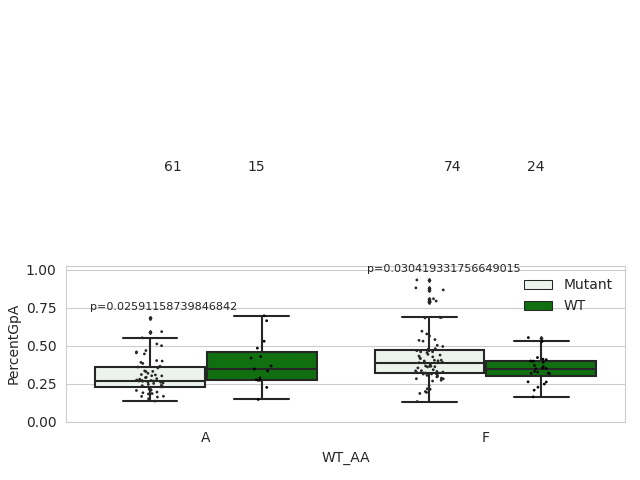 61 15 74 24
p=0.030419331756649015
p=0.02591158739846842
Mutant
WT
1.00
0.75
0.50
0.25
0.00
PercentGpA
A F
WT_AA